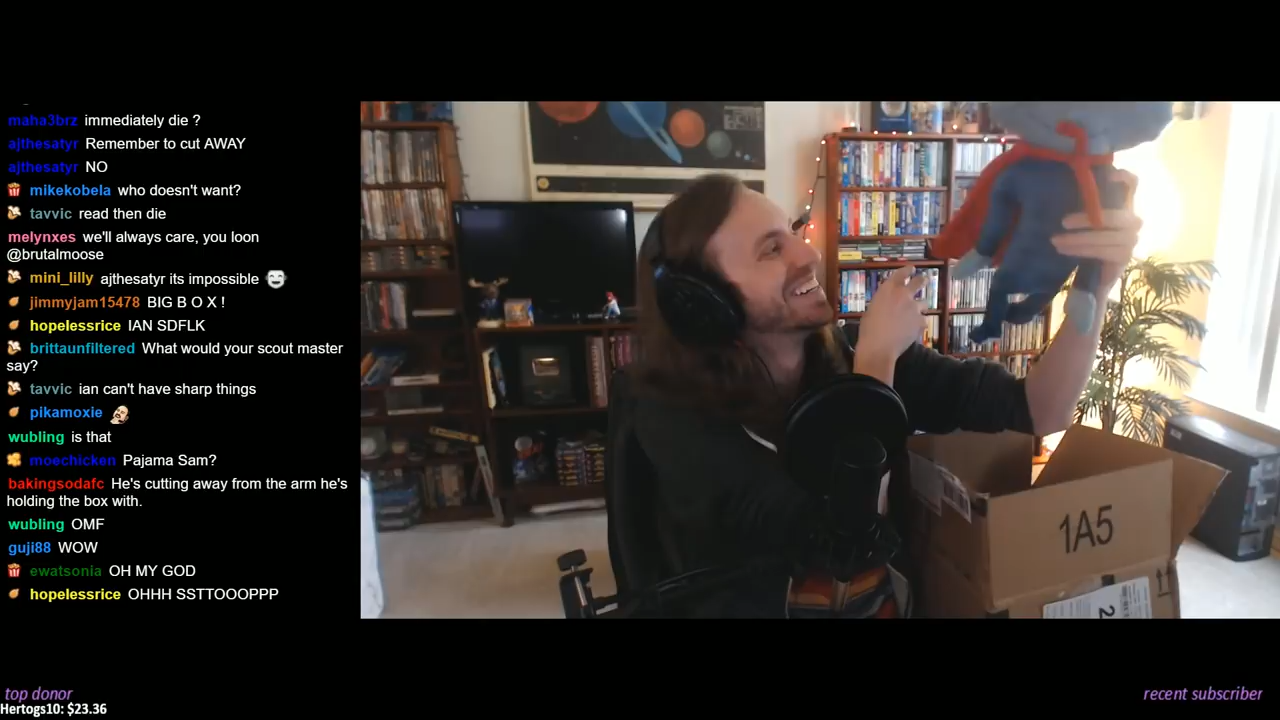 maha3brz immediately die ?
ajthesatyr Remember to cut AWAY
ajthesatyr NO
mikekobela who doesn't want?
tavvic read then die
melynxes we'll always care, you loon
@brutalmoose
mini_lilly ajthesatyr its impossible
jimmyjam15478 BIG B O X !
hopelessrice IAN SDFLK
brittaunfiltered What would your scout master
say?
tavvic ian can't have sharp things
pikamoxie
wubling is that
moechicken Pajama Sam?
bakingsodafc He's cutting away from the arm he's
holding the box with.
wubling OMF
guji88 WOW
ewatsonia OH MY GOD
hopelessrice OHHH SSTTOOOPPP
1A5
2
top donor
Hertogs10: $23.36
recent subscriber